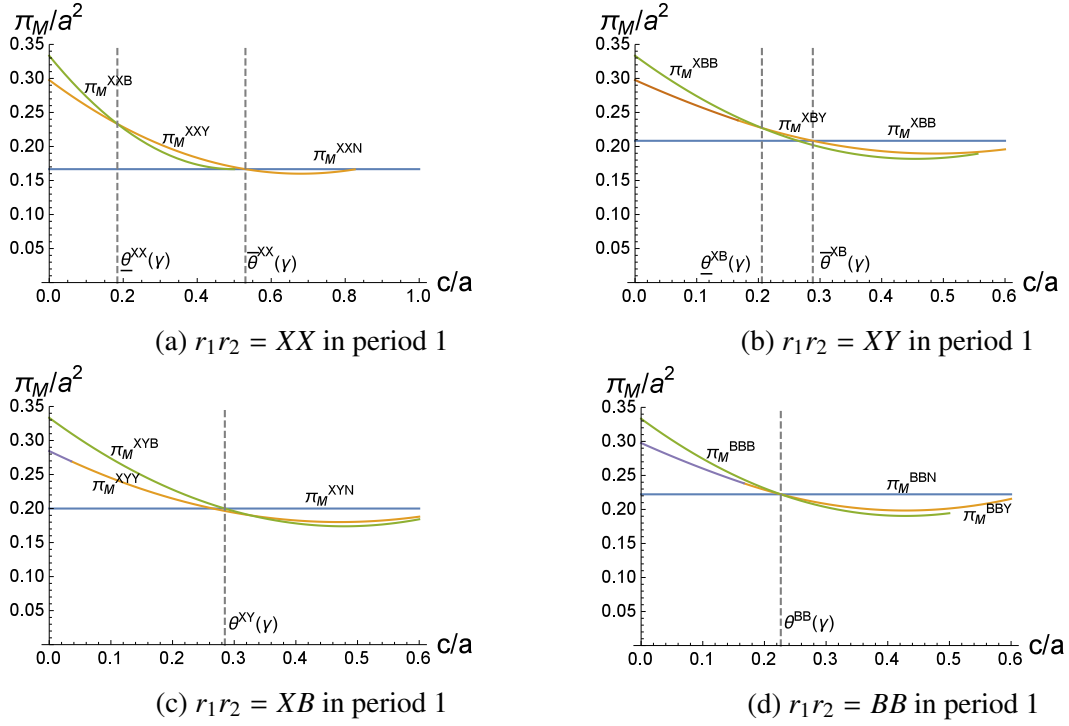 π_M/a²
0.35
0.30
0.25
0.20
0.15
0.10
0.05
π_M^XXB
π_M^XXY
π_M^XXN
θ̲^XX(γ)
θ̅^XX(γ)
0.0 0.2 0.4 0.6 0.8 1.0
c/a
(a) r₁r₂ = XX in period 1
π_M/a²
0.35
0.30
0.25
0.20
0.15
0.10
0.05
π_M^XBB
π_M^XBY
π_M^XBB
θ̲^XB(γ)
θ̅^XB(γ)
0.0 0.1 0.2 0.3 0.4 0.5 0.6
c/a
(b) r₁r₂ = XY in period 1
π_M/a²
0.35
0.30
0.25
0.20
0.15
0.10
0.05
π_M^XYB
π_M^XYY
π_M^XYN
θ^XY(γ)
0.0 0.1 0.2 0.3 0.4 0.5 0.6
c/a
(c) r₁r₂ = XB in period 1
π_M/a²
0.35
0.30
0.25
0.20
0.15
0.10
0.05
π_M^BBB
π_M^BBN
π_M^BBY
θ^BB(γ)
0.0 0.1 0.2 0.3 0.4 0.5 0.6
c/a
(d) r₁r₂ = BB in period 1